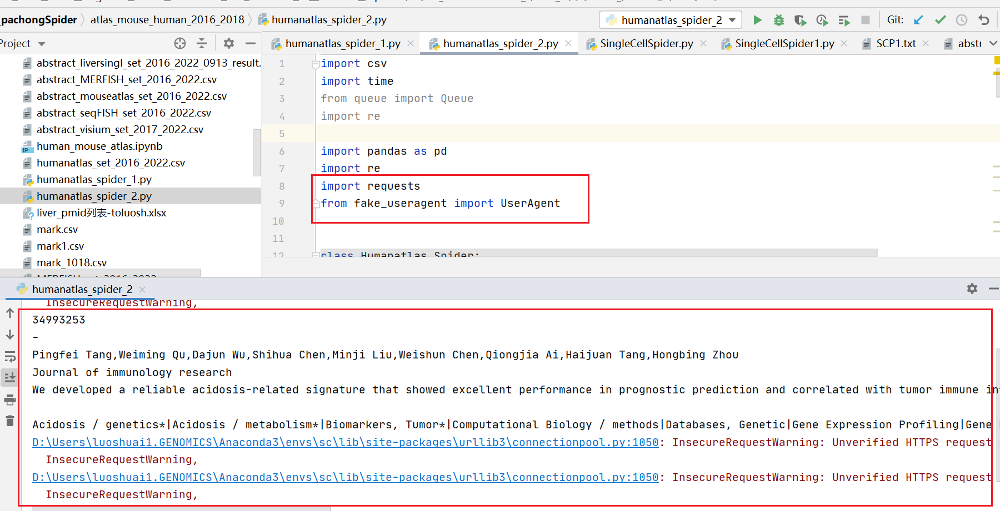 pachongSpider atlas_mouse_human_2016_2018 humanatlas_spider_2.py humanatlas_spider_2 Git:
Project humanatlas_spider_1.py humanatlas_spider_2.py SingleCellSpider.py SingleCellSpider1.py SCP1.txt abstr
abstract_liversingl_set_2016_2022_0913_result.
abstract_MERFISH_set_2016_2022.csv
abstract_mouseatlas_set_2016_2022.csv
abstract_seqFISH_set_2016_2022.csv
abstract_visium_set_2017_2022.csv
human_mouse_atlas.ipynb
humanatlas_set_2016_2022.csv
humanatlas_spider_1.py
humanatlas_spider_2.py
liver_pmid列表-toluosh.xlsx
mark.csv
mark1.csv
mark_1018.csv
1 import csv
2 import time
3 from queue import Queue
4 import re
5
6 import pandas as pd
7 import re
8 import requests
9 from fake_useragent import UserAgent
10
11
12 class Humanatlas_Spider:
humanatlas_spider_2
InsecureRequestWarning,
34993253
-
Pingfei Tang,Weiming Qu,Dajun Wu,Shihua Chen,Minji Liu,Weishun Chen,Qiongjia Ai,Haijuan Tang,Hongbing Zhou
Journal of immunology research
We developed a reliable acidosis-related signature that showed excellent performance in prognostic prediction and correlated with tumor immune in
Acidosis / genetics*|Acidosis / metabolism*|Biomarkers, Tumor*|Computational Biology / methods|Databases, Genetic|Gene Expression Profiling|Gene
D:\Users\luoshuai1.GENOMICS\Anaconda3\envs\sc\lib\site-packages\urllib3\connectionpool.py:1050: InsecureRequestWarning: Unverified HTTPS request
InsecureRequestWarning,
D:\Users\luoshuai1.GENOMICS\Anaconda3\envs\sc\lib\site-packages\urllib3\connectionpool.py:1050: InsecureRequestWarning: Unverified HTTPS request
InsecureRequestWarning,